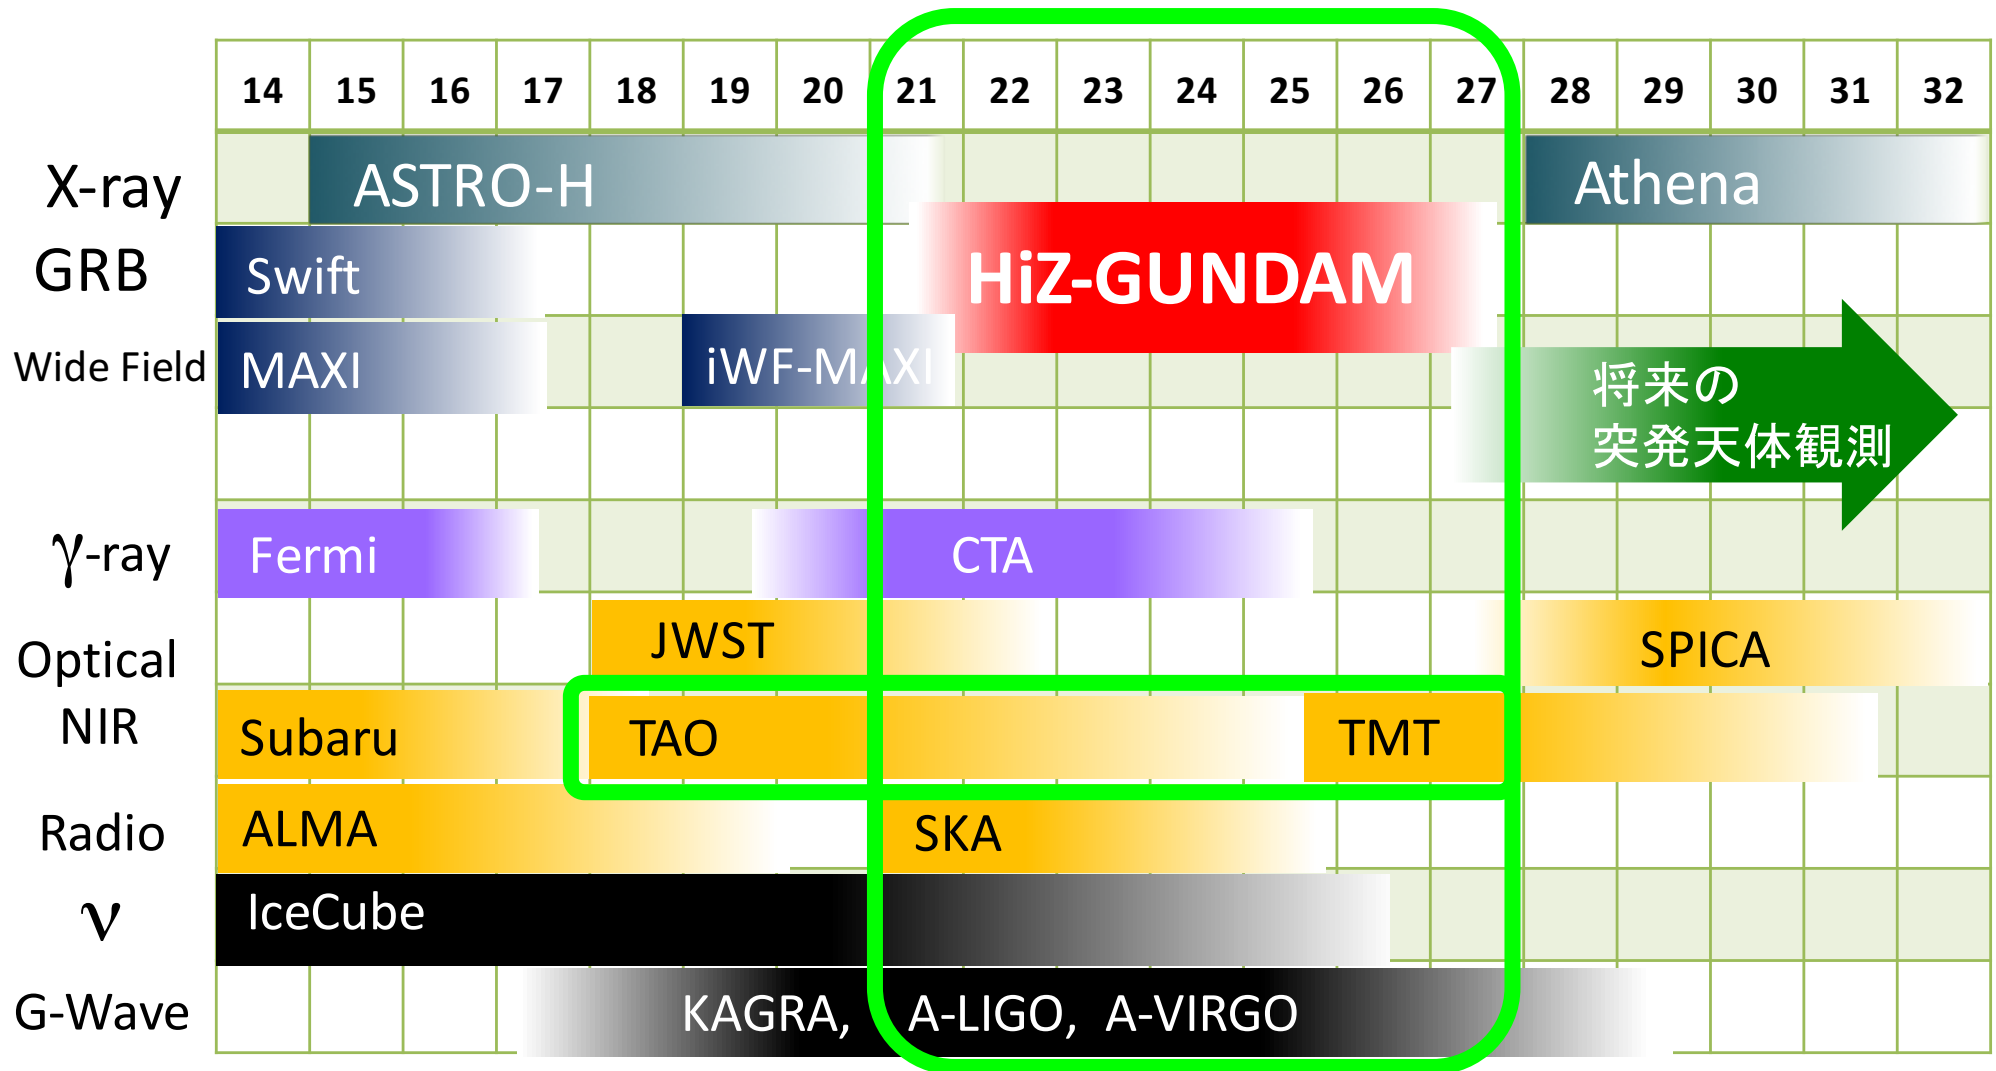 14 15 16 17 18 19 20 21 22 23 24 25 26 27 28 29 30 31 32
X-ray ASTRO-H Athena
GRB Swift HiZ-GUNDAM
Wide Field MAXI iWF-MAXI
将来の
突発天体観測
γ-ray Fermi CTA
Optical JWST SPICA
NIR Subaru TAO TMT
Radio ALMA SKA
ν IceCube
G-Wave KAGRA, A-LIGO, A-VIRGO